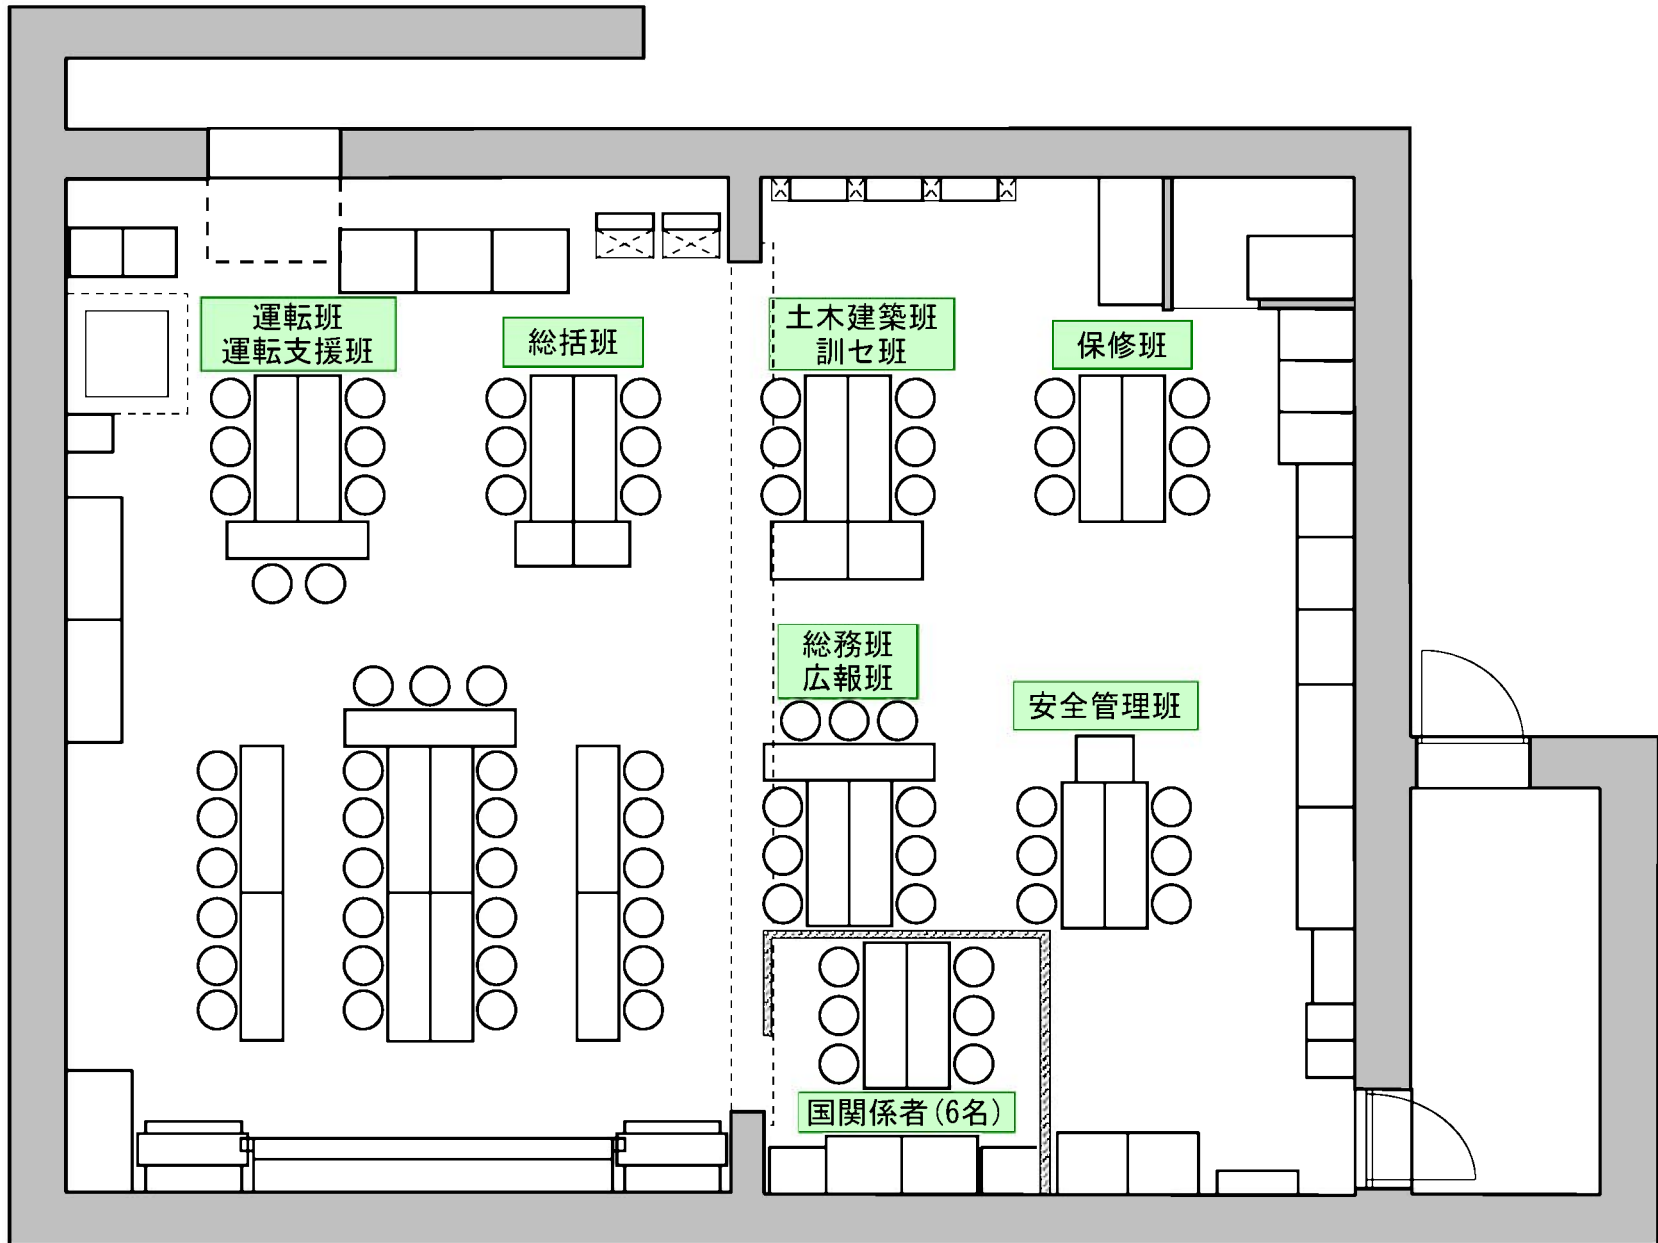 運転班
運転支援班
総括班
土木建築班
訓セ班
保修班
総務班
広報班
安全管理班
国関係者(6名)